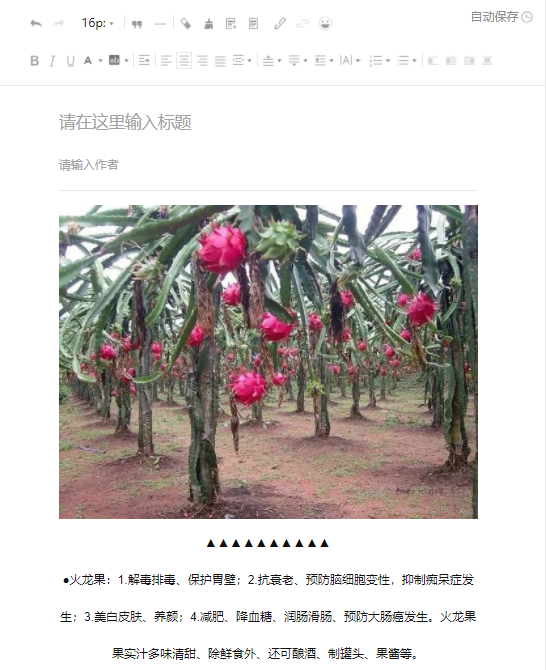 自动保存
16p:
请在这里输入标题
请输入作者
▲▲▲▲▲▲▲▲▲▲
●火龙果：1.解毒排毒、保护胃壁；2.抗衰老、预防脑细胞变性，抑制痴呆症发
生；3.美白皮肤、养颜；4.减肥、降血糖、润肠滑肠、预防大肠癌发生。火龙果
果实汁多味清甜、除鲜食外、还可酿酒、制罐头、果酱等。